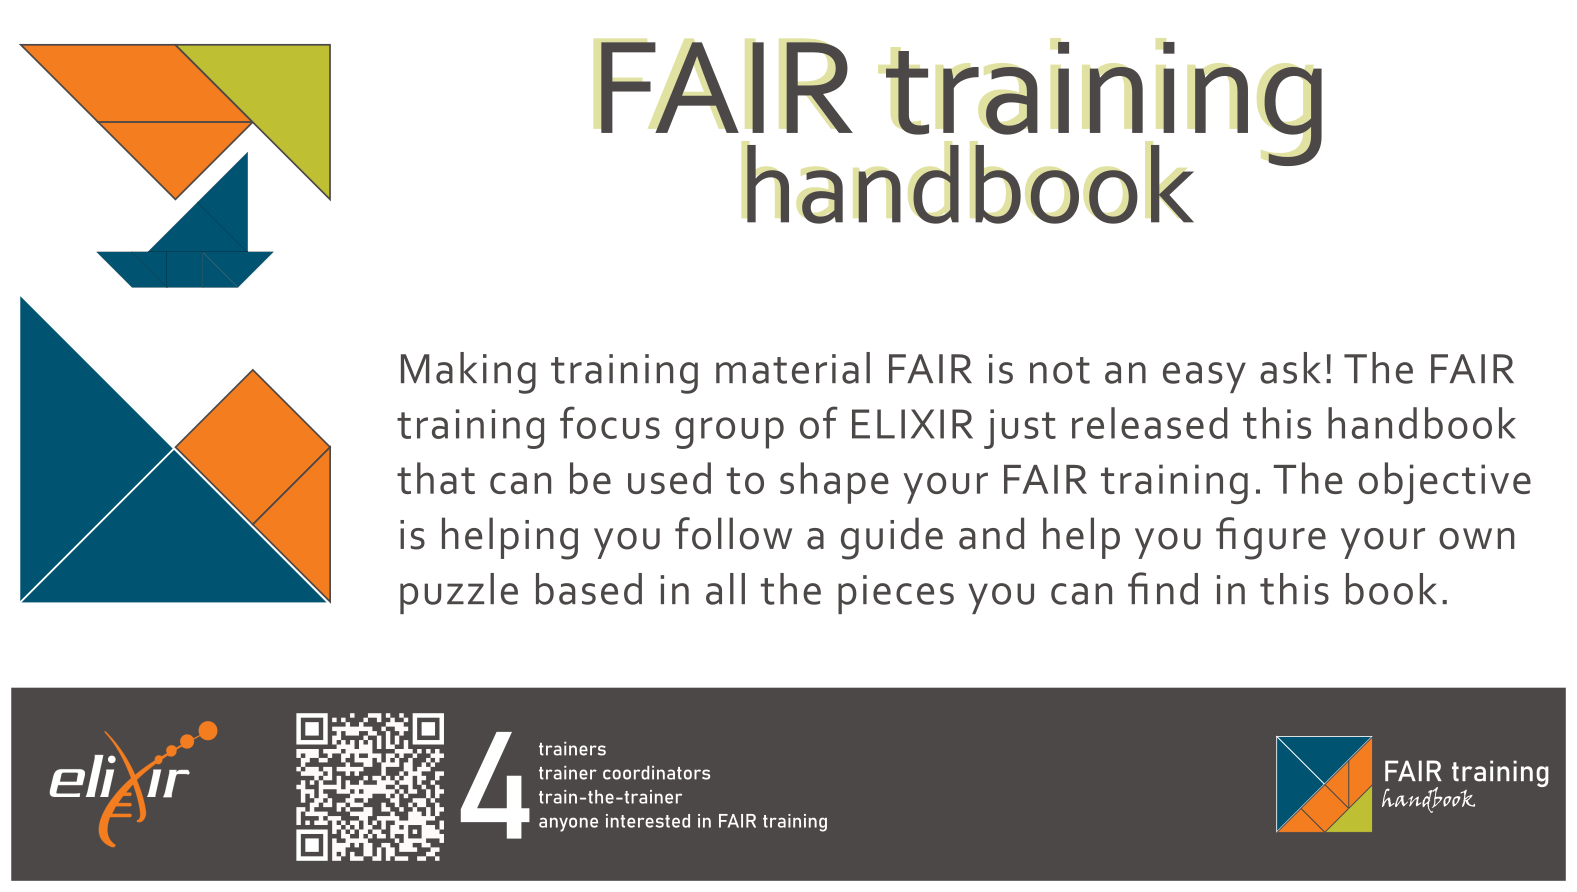 FAIR training
handbook
Making training material FAIR is not an easy ask! The FAIR
training focus group of ELIXIR just released this handbook
that can be used to shape your FAIR training. The objective
is helping you follow a guide and help you figure your own
puzzle based in all the pieces you can find in this book.
elixir
4
trainers
trainer coordinators
train-the-trainer
anyone interested in FAIR training
FAIR training
handbook